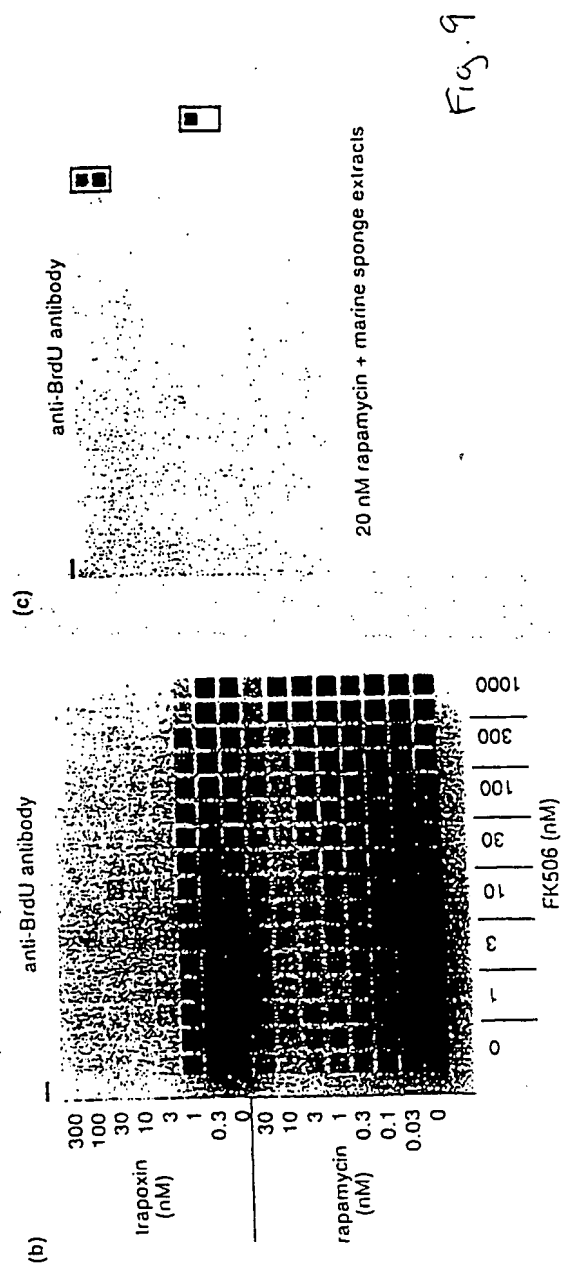 (b)
anti-BrdU antibody
300
100
30
10
3
1
0.3
0
trapoxin
(nM)
30
10
3
1
0.3
0.1
0.03
0
rapamycin
(nM)
0
1
3
10
30
100
300
1000
FK506 (nM)
(c)
anti-BrdU antibody
20 nM rapamycin + marine sponge extracts
Fig. 9